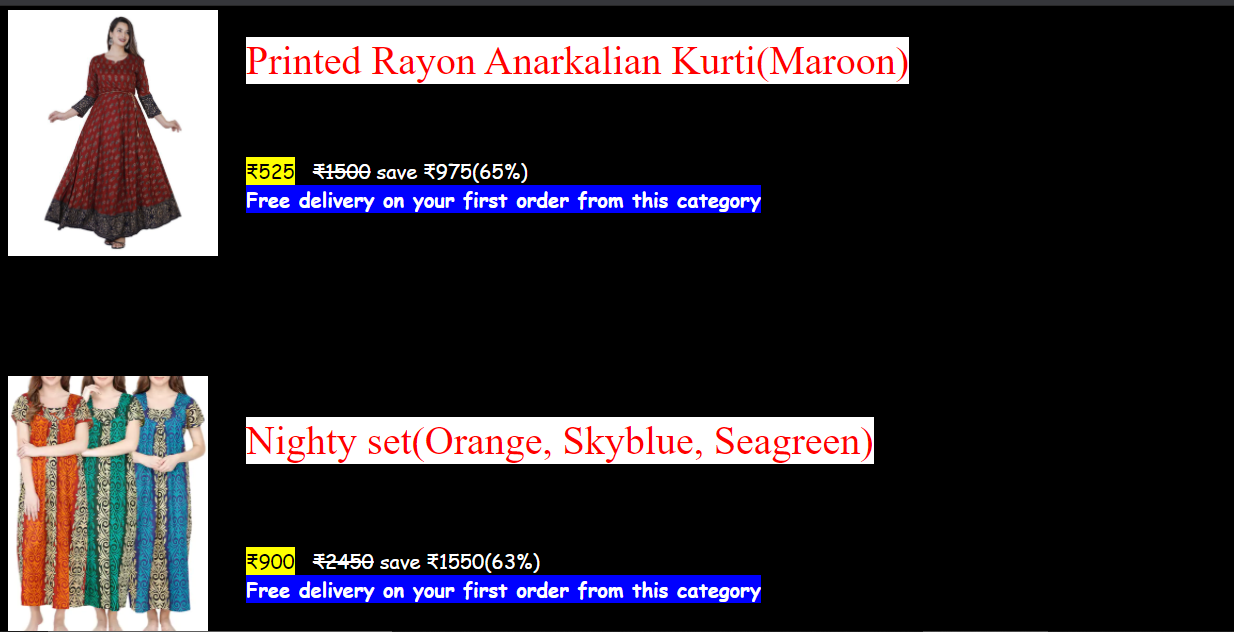 Printed Rayon Anarkalian Kurti(Maroon)
₹525 ₹1500 save ₹975(65%)
Free delivery on your first order from this category
Nighty set(Orange, Skyblue, Seagreen)
₹900 ₹2450 save ₹1550(63%)
Free delivery on your first order from this category